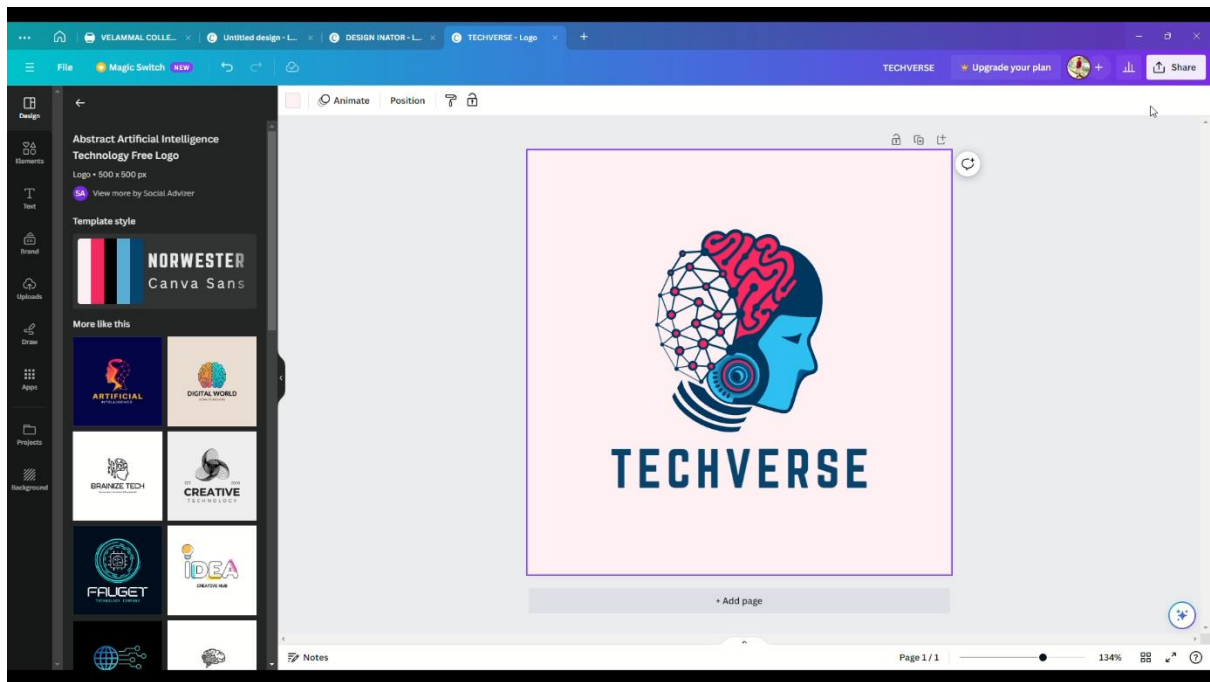 VELAMMAL COLLE...
Untitled design - L...
DESIGN INATOR - L...
TECHVERSE - Logo
File
Magic Switch NEW
TECHVERSE
Upgrade your plan
Share
Design
Elements
Text
Brand
Uploads
Draw
Apps
Projects
Background
Abstract Artificial Intelligence
Technology Free Logo
Logo • 500 x 500 px
SA View more by Social Advizer
Template style
NORWESTER
Canva Sans
More like this
ARTIFICIAL
INTELLIGENCE
DIGITAL WORLD
BRAINIZE TECH
CREATIVE
TECHNOLOGY
FAUGET
TECHNOLOGY COMPANY
IDEA
CREATIVE HUB
Animate
Position
TECHVERSE
+ Add page
Notes
Page 1 / 1
134%